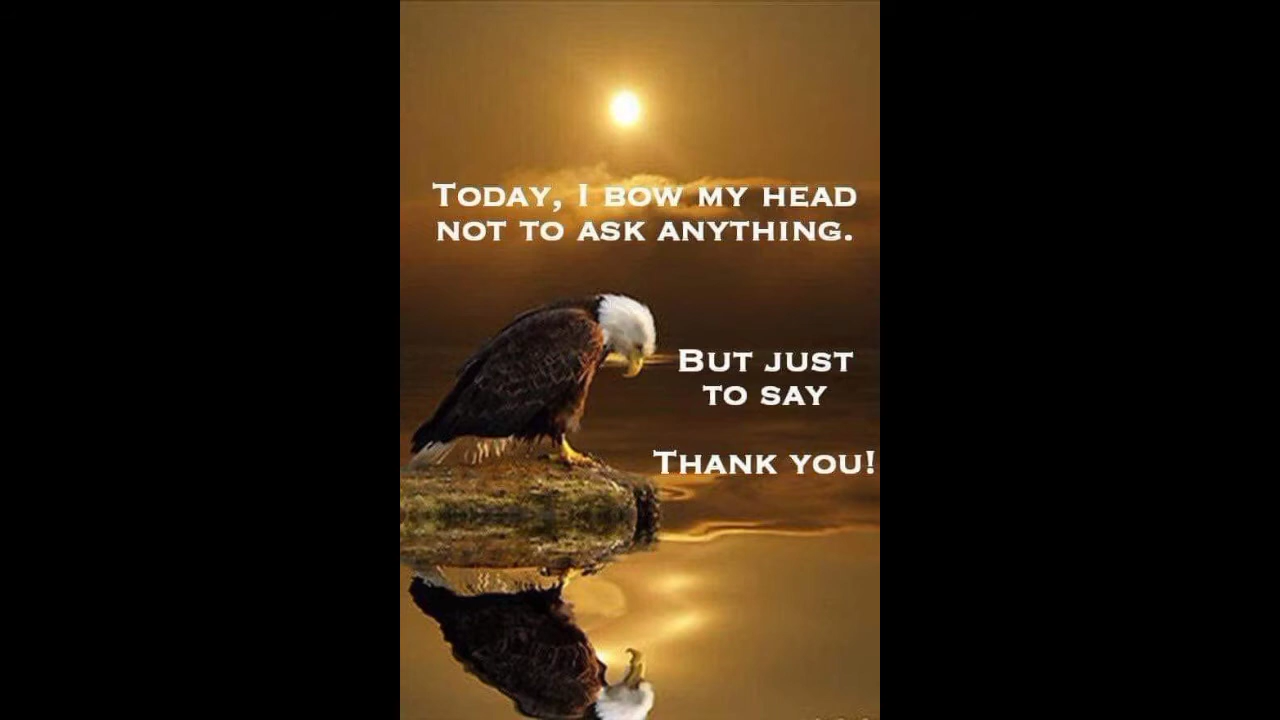 Today, I bow my head
not to ask anything.
But just
to say
Thank you!